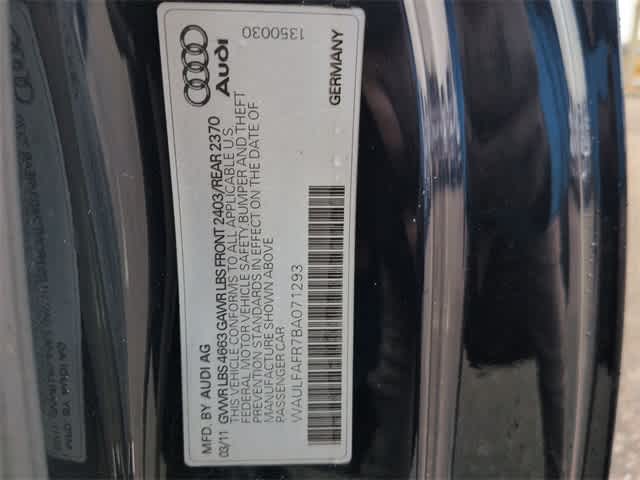 MFD. BY AUDI AG
03/11 GVWR LBS 4663 GAWR LBS FRONT 2403/REAR 2370
THIS VEHICLE CONFORMS TO ALL APPLICABLE U.S.
FEDERAL MOTOR VEHICLE SAFETY BUMPER AND THEFT
PREVENTION STANDARDS IN EFFECT ON THE DATE OF
MANUFACTURE SHOWN ABOVE
PASSENGER CAR
WAULFAFR7BA071293
Audi
1350030
GERMANY